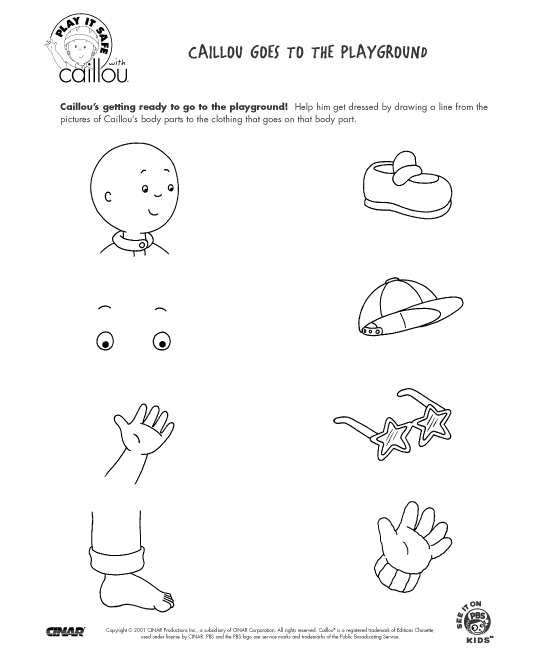 PLAY IT SAFE
with
caillou
CAILLOU GOES TO THE PLAYGROUND
Caillou's getting ready to go to the playground! Help him get dressed by drawing a line from the
pictures of Caillou's body parts to the clothing that goes on that body part.
CINAR
Copyright © 2001 CINAR Productions Inc., a subsidiary of CINAR Corporation. All rights reserved. Caillou® is a registered trademark of Editions Chouette,
used under license by CINAR. PBS and the PBS logo are service marks and trademarks of the Public Broadcasting Service.
SEE IT ON
PBS
KIDS